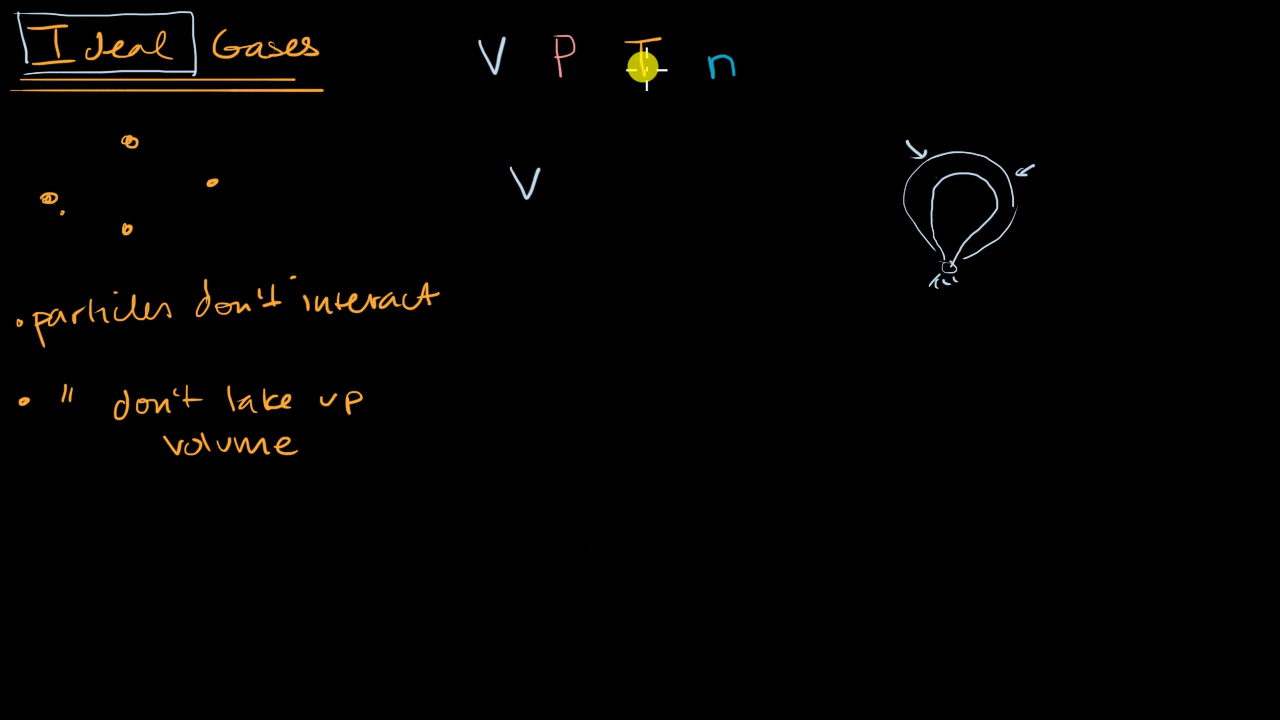 Ideal Gases
V P T n
V
• particles don't interact
• " don't take up
volume